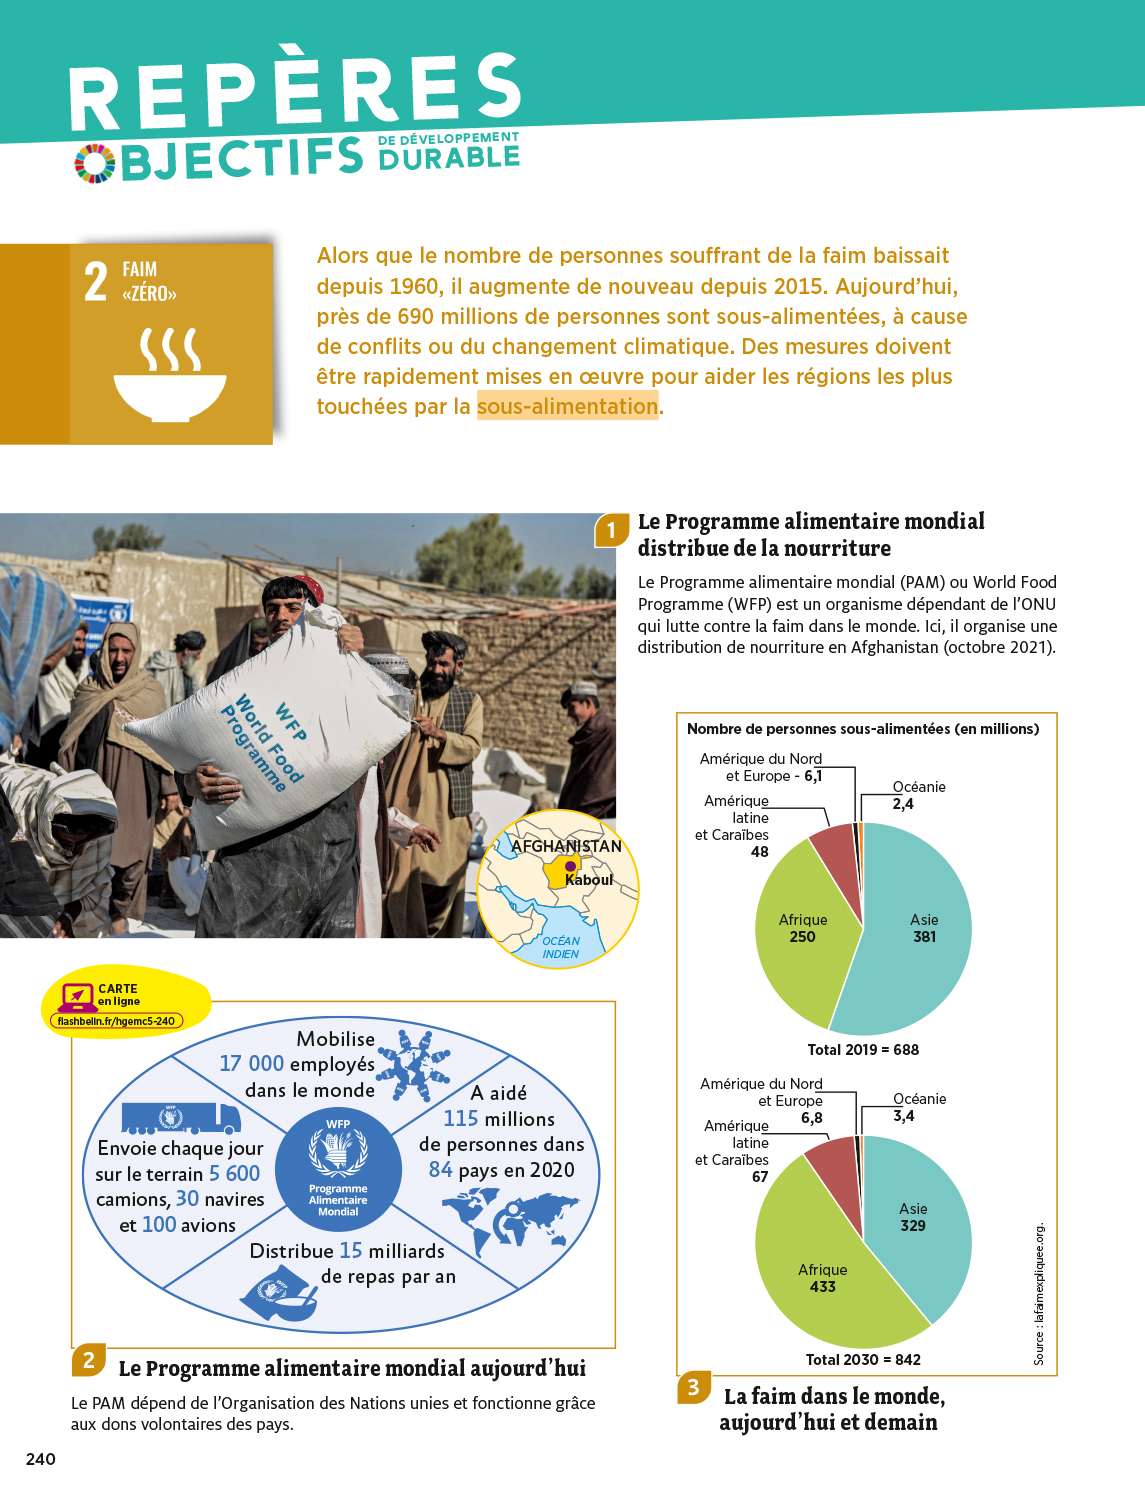 REPÈRES
OBJECTIFS DE DÉVELOPPEMENT
DURABLE
2 FAIM
«ZÉRO»
Alors que le nombre de personnes souffrant de la faim baissait
depuis 1960, il augmente de nouveau depuis 2015. Aujourd’hui,
près de 690 millions de personnes sont sous-alimentées, à cause
de conflits ou du changement climatique. Des mesures doivent
être rapidement mises en œuvre pour aider les régions les plus
touchées par la sous-alimentation.
WFP
World Food
Programme
AFGHANISTAN
Kaboul
OCÉAN
INDIEN
1 Le Programme alimentaire mondial
distribue de la nourriture
Le Programme alimentaire mondial (PAM) ou World Food
Programme (WFP) est un organisme dépendant de l’ONU
qui lutte contre la faim dans le monde. Ici, il organise une
distribution de nourriture en Afghanistan (octobre 2021).
CARTE
en ligne
flashbelin.fr/hgemc5-240
Mobilise
17 000 employés
dans le monde
A aidé
115 millions
de personnes dans
84 pays en 2020
WFP
Envoie chaque jour
sur le terrain 5 600
camions, 30 navires
et 100 avions
WFP
Programme
Alimentaire
Mondial
Distribue 15 milliards
de repas par an
WFP
2 Le Programme alimentaire mondial aujourd’hui
Le PAM dépend de l’Organisation des Nations unies et fonctionne grâce
aux dons volontaires des pays.
Nombre de personnes sous-alimentées (en millions)
Amérique du Nord
et Europe - 6,1
Océanie
2,4
Amérique
latine
et Caraïbes
48
Afrique
250
Asie
381
Total 2019 = 688
Amérique du Nord
et Europe
6,8
Océanie
3,4
Amérique
latine
et Caraïbes
67
Asie
329
Afrique
433
Total 2030 = 842
Source : lafaimexpliquee.org.
3 La faim dans le monde,
aujourd’hui et demain
240